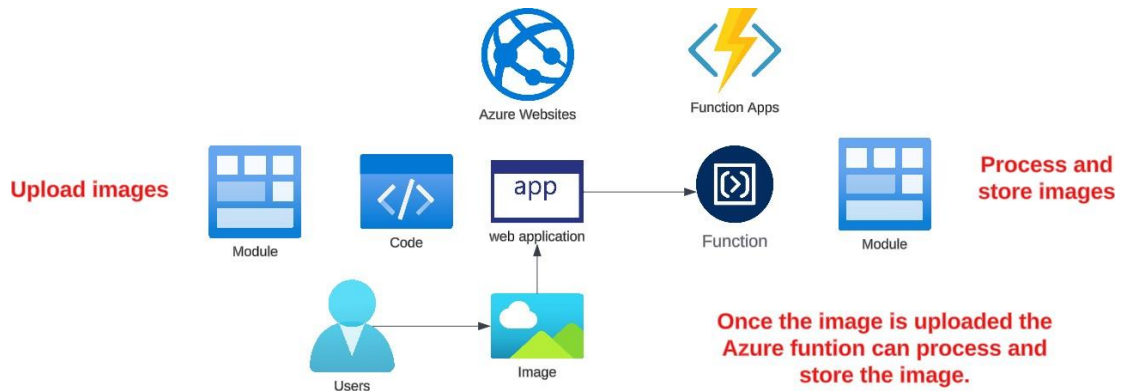 Azure Websites
Function Apps
Upload images
Module
Code
app
web application
Function
Module
Process and
store images
Users
Image
Once the image is uploaded the
Azure funtion can process and
store the image.